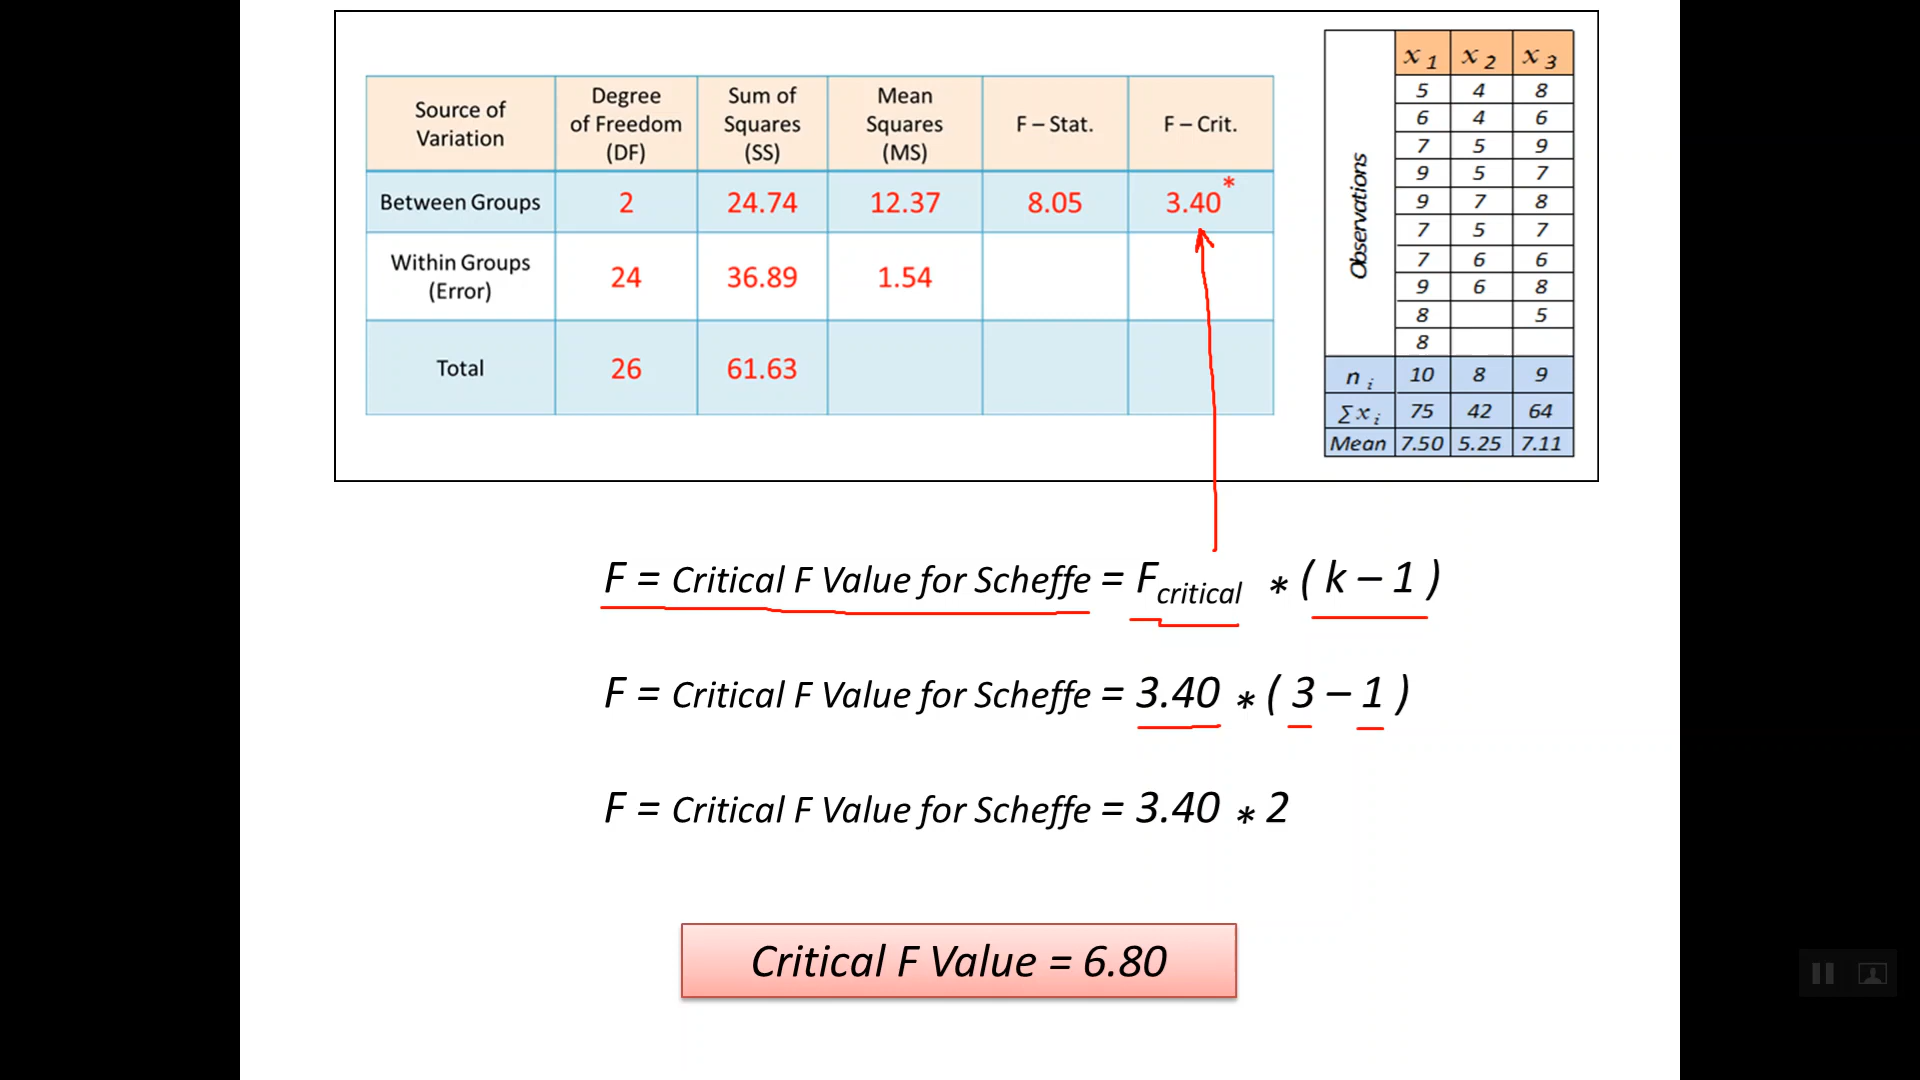 Source of Variation	Degree of Freedom (DF)	Sum of Squares (SS)	Mean Squares (MS)	F – Stat.	F – Crit.
Between Groups	2	24.74	12.37	8.05	3.40*
Within Groups (Error)	24	36.89	1.54
Total	26	61.63
Observations
x 1	x 2	x 3
5	4	8
6	4	6
7	5	9
9	5	7
9	7	8
7	5	7
7	6	6
9	6	8
8		5
8
n i	10	8	9
∑ x i	75	42	64
Mean	7.50	5.25	7.11
F = Critical F Value for Scheffe = Fcritical * ( k – 1 )
F = Critical F Value for Scheffe = 3.40 * ( 3 – 1 )
F = Critical F Value for Scheffe = 3.40 * 2
Critical F Value = 6.80